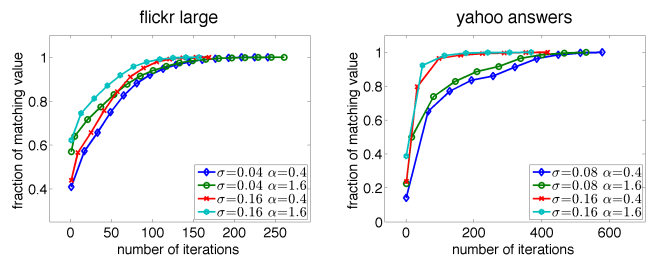 flickr large
fraction of matching value
1
0.8
0.6
0.4
0 50 100 150 200 250
number of iterations
σ=0.04 α=0.4
σ=0.04 α=1.6
σ=0.16 α=0.4
σ=0.16 α=1.6
yahoo answers
fraction of matching value
1
0.8
0.6
0.4
0.2
0
0 200 400 600
number of iterations
σ=0.08 α=0.4
σ=0.08 α=1.6
σ=0.16 α=0.4
σ=0.16 α=1.6